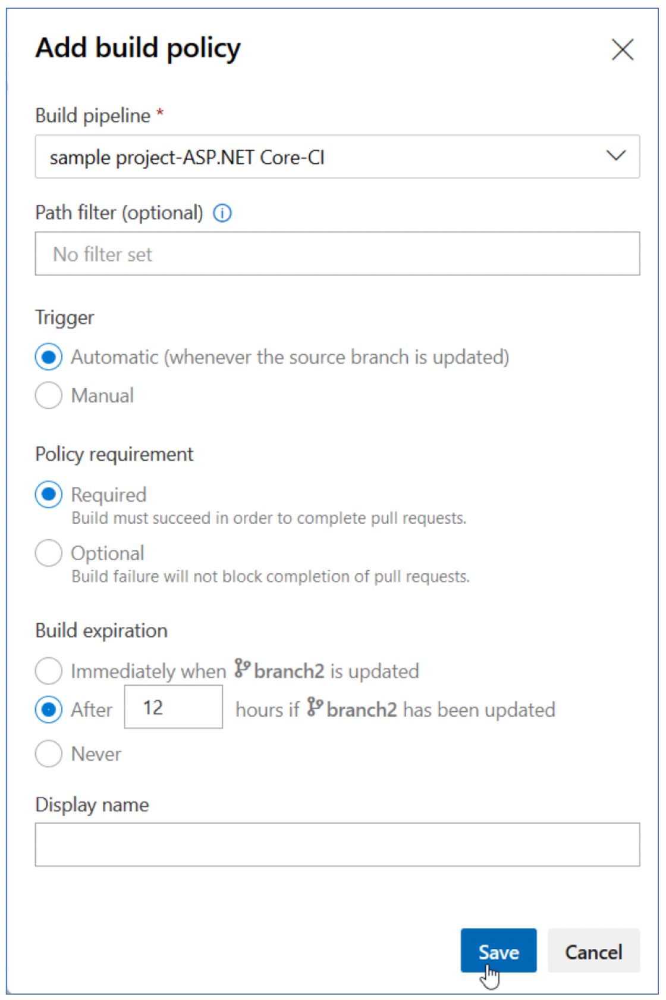 Add build policy
Build pipeline *
sample project-ASP.NET Core-CI
Path filter (optional)
No filter set
Trigger
Automatic (whenever the source branch is updated)
Manual
Policy requirement
Required
Build must succeed in order to complete pull requests.
Optional
Build failure will not block completion of pull requests.
Build expiration
Immediately when branch2 is updated
After 12 hours if branch2 has been updated
Never
Display name
Save Cancel